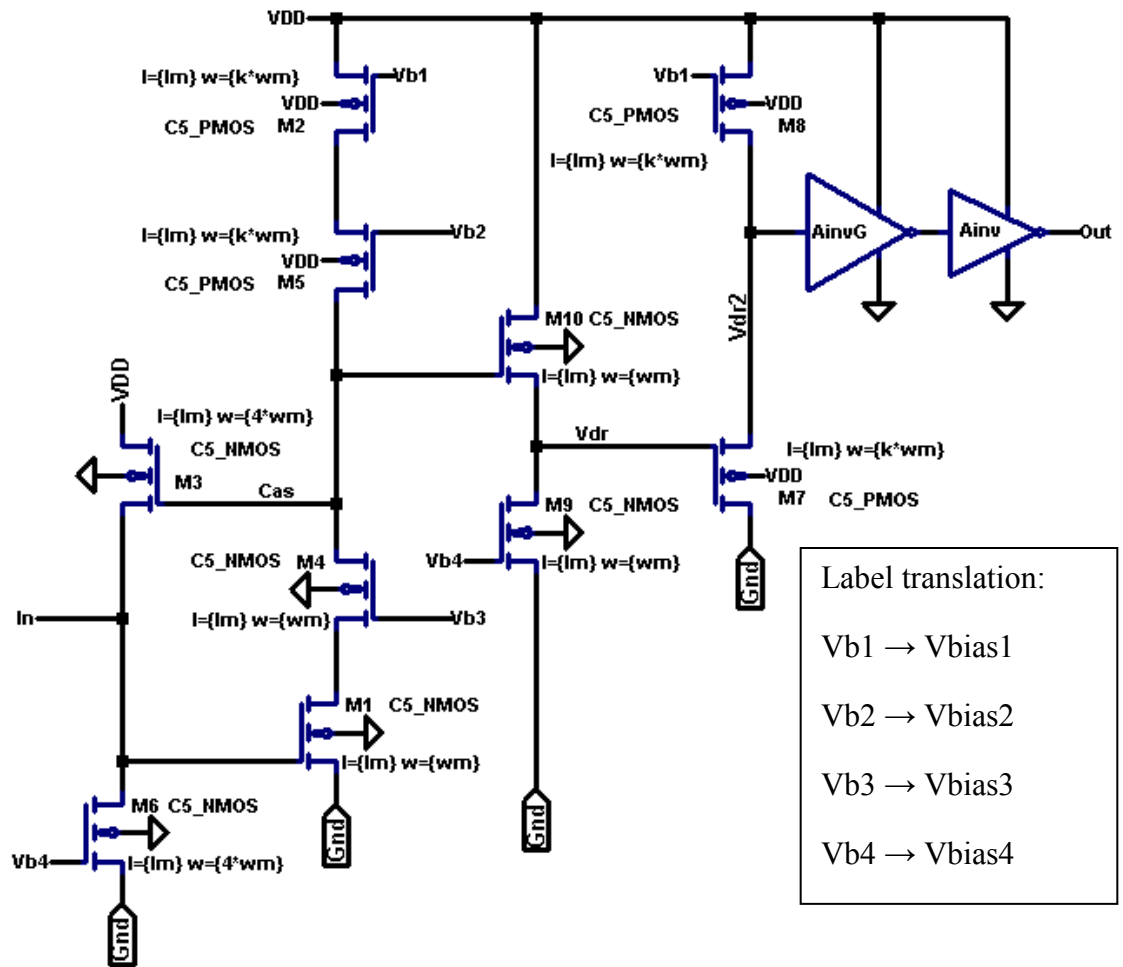 VDD
l={lm} w={k*wm}
Vb1
VDD
C5_PMOS M2
Vb1
VDD
C5_PMOS M8
l={lm} w={k*wm}
l={lm} w={k*wm}
Vb2
VDD
C5_PMOS M5
AinvG
Ainv
Out
Vdr2
M10 C5_NMOS
l={lm} w={wm}
VDD
l={lm} w={4*wm}
C5_NMOS
M3
Cas
Vdr
l={lm} w={k*wm}
VDD
M7 C5_PMOS
M9 C5_NMOS
Vb4
l={lm} w={wm}
C5_NMOS
M4
l={lm} w={wm}
Vb3
In
Gnd
M1 C5_NMOS
l={lm} w={wm}
M6 C5_NMOS
Vb4
l={lm} w={4*wm}
Gnd
Gnd
Gnd
Label translation:
Vb1 → Vbias1
Vb2 → Vbias2
Vb3 → Vbias3
Vb4 → Vbias4